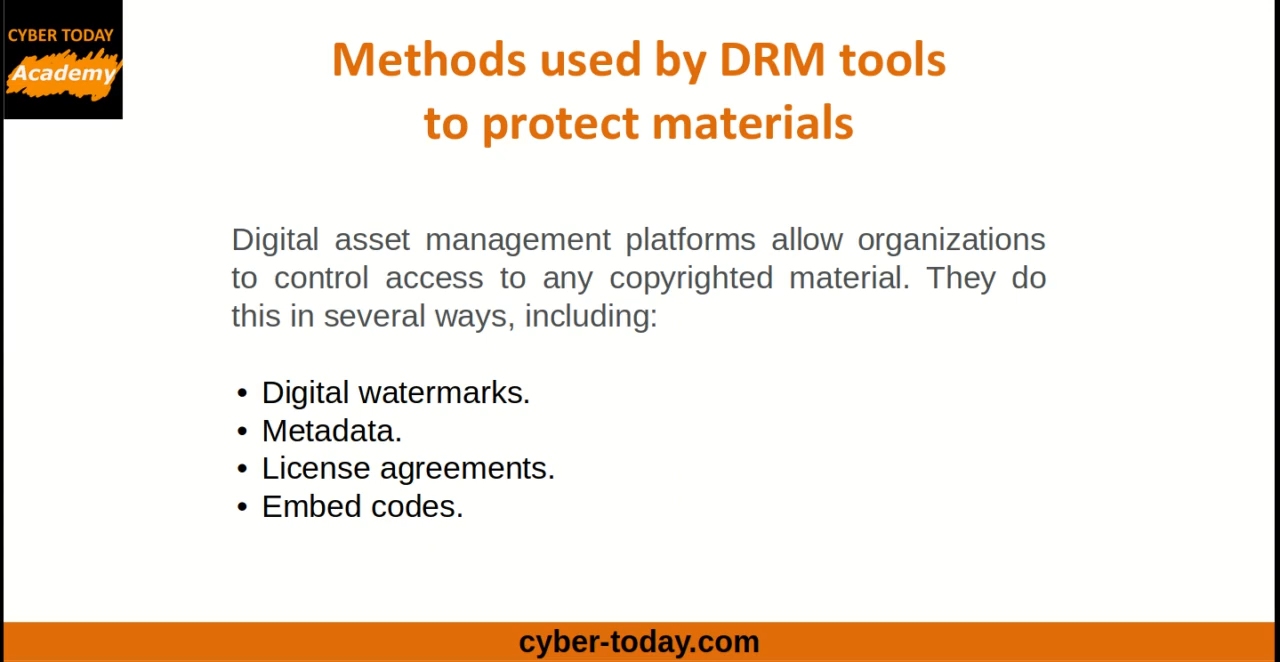 CYBER TODAY
Academy
Methods used by DRM tools
to protect materials
Digital asset management platforms allow organizations
to control access to any copyrighted material. They do
this in several ways, including:
• Digital watermarks.
• Metadata.
• License agreements.
• Embed codes.
cyber-today.com